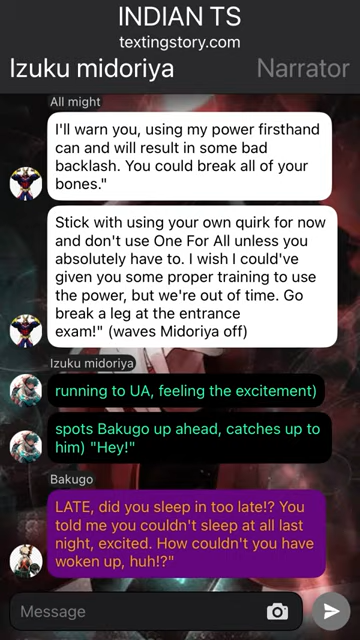 INDIAN TS
textingstory.com
Izuku midoriya
Narrator
All might
I'll warn you, using my power firsthand
can and will result in some bad
backlash. You could break all of your
bones."
Stick with using your own quirk for now
and don't use One For All unless you
absolutely have to. I wish I could've
given you some proper training to use
the power, but we're out of time. Go
break a leg at the entrance
exam!" (waves Midoriya off)
Izuku midoriya
running to UA, feeling the excitement)
spots Bakugo up ahead, catches up to
him) "Hey!"
Bakugo
LATE, did you sleep in too late!? You
told me you couldn't sleep at all last
night, excited. How couldn't you have
woken up, huh!?"
Message